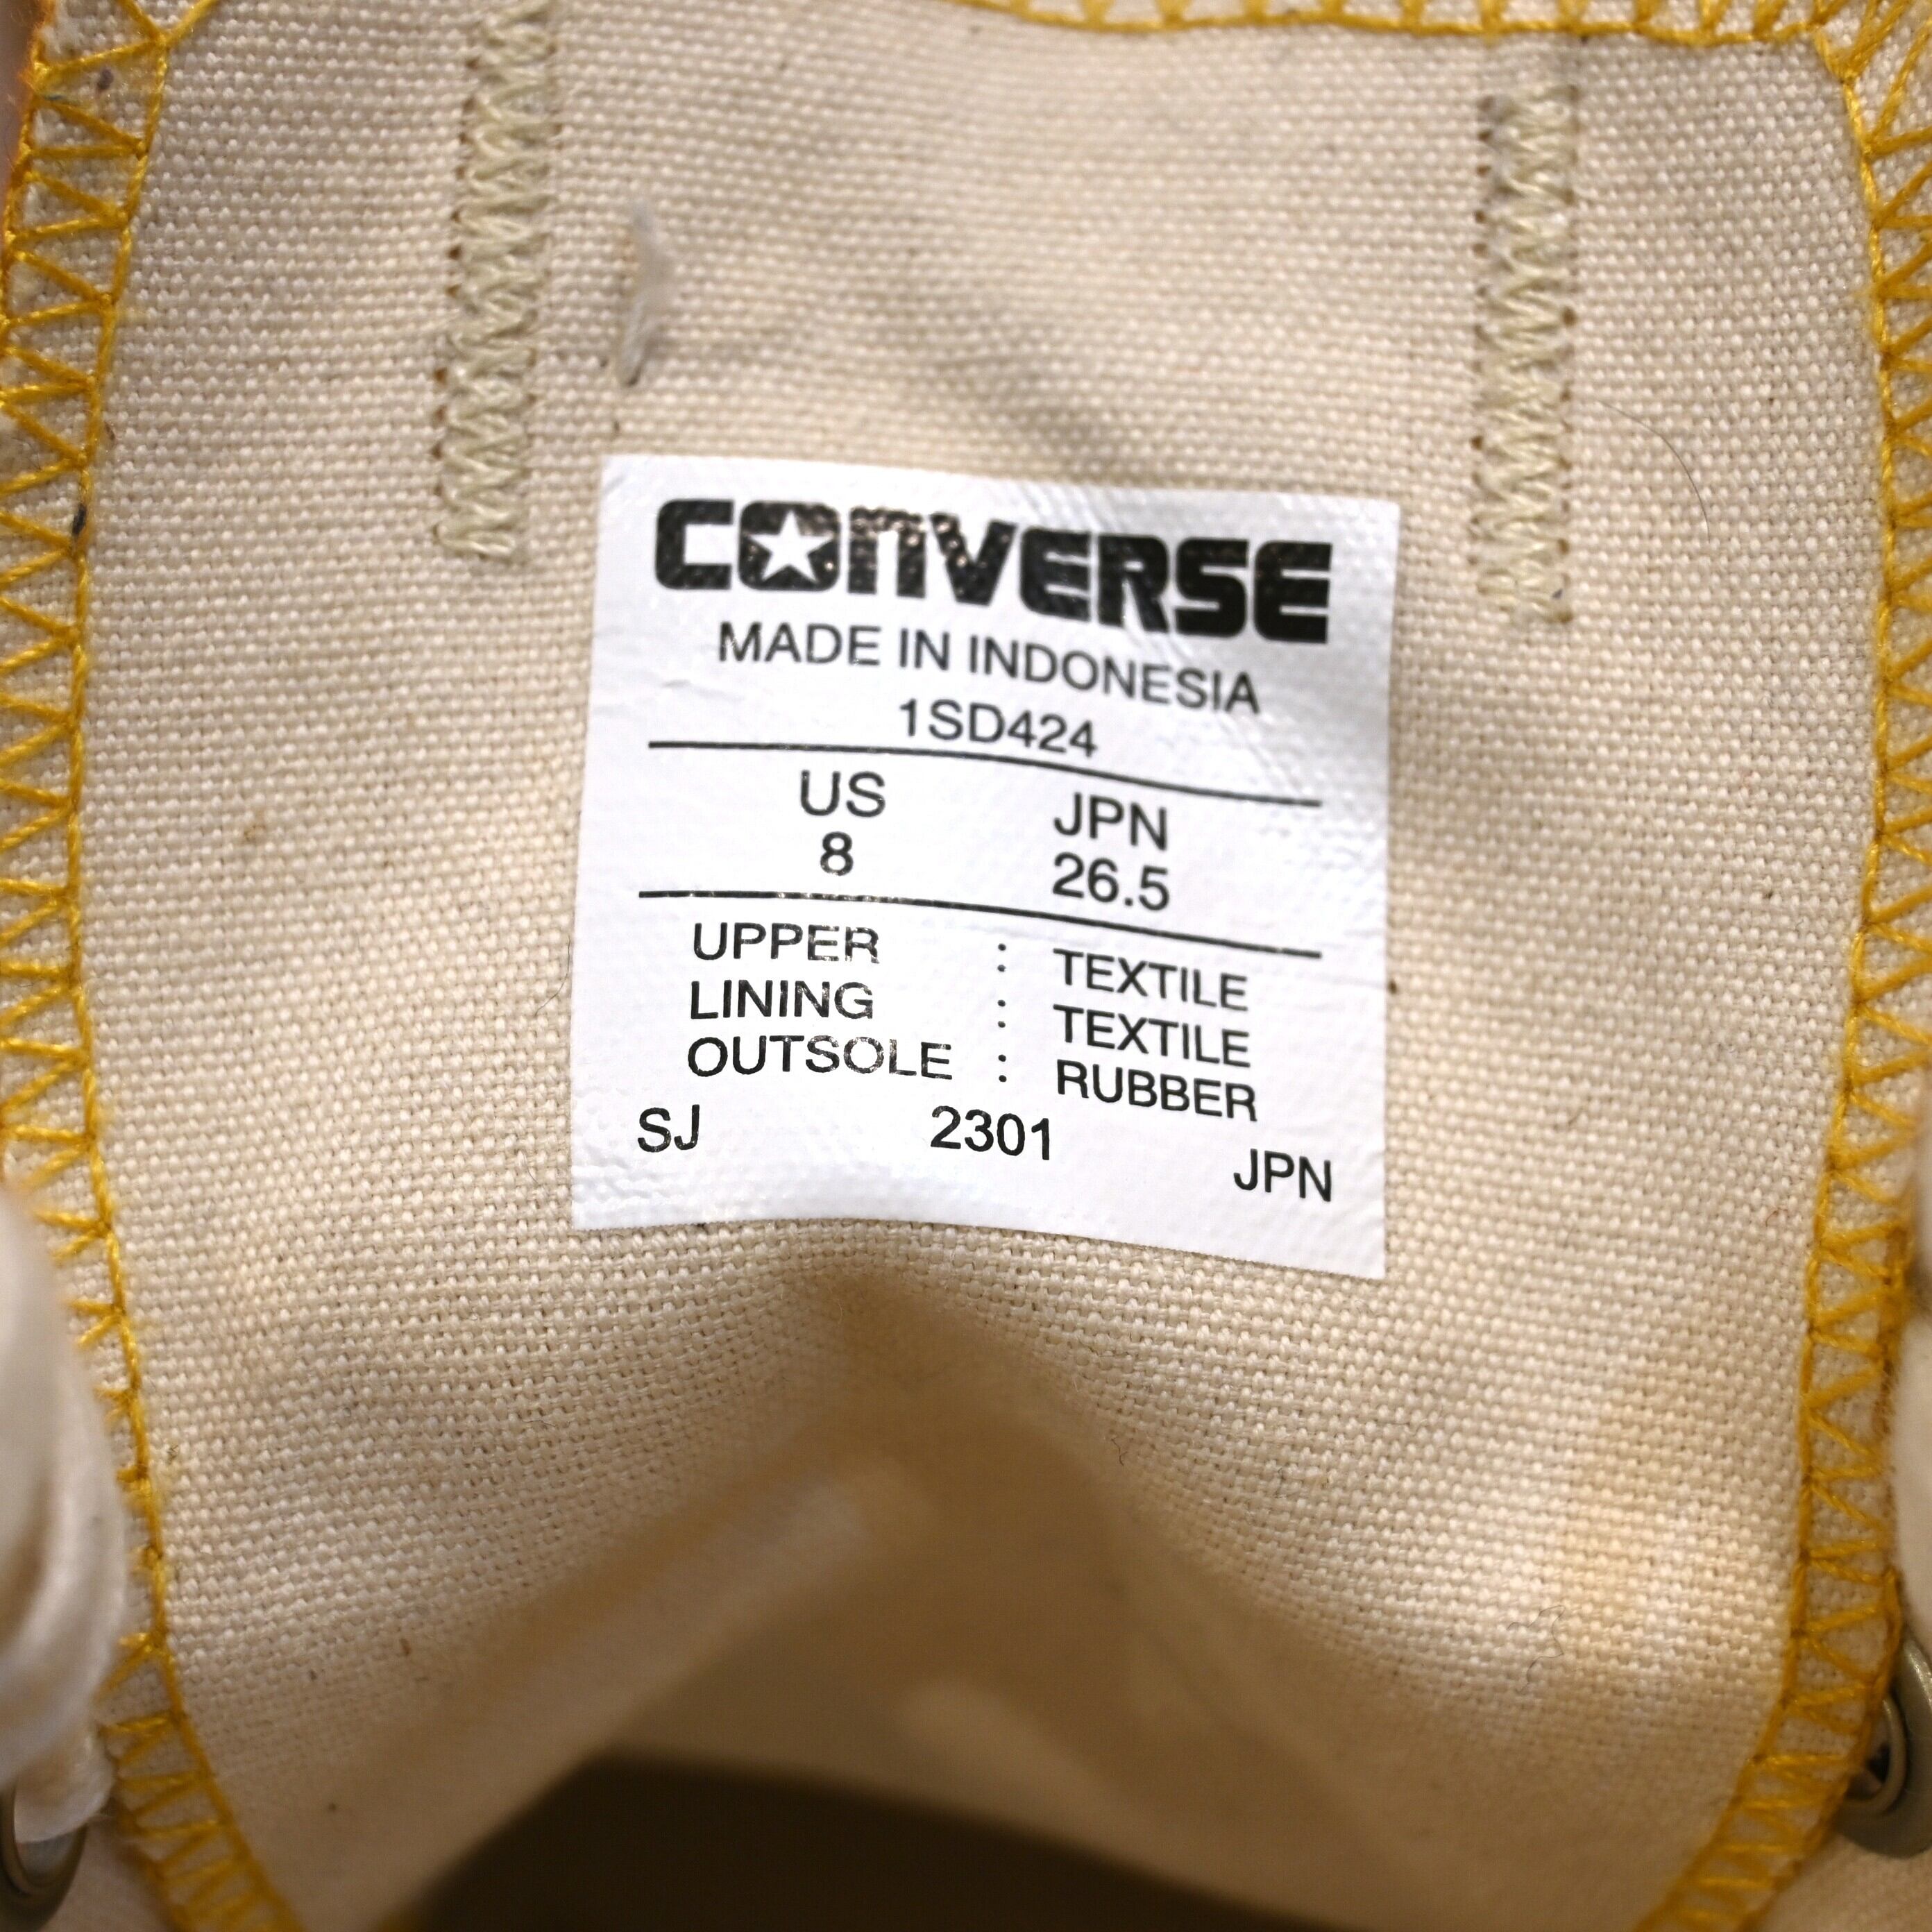 CONVERSE
MADE IN INDONESIA
1SD424
US JPN
8 26.5
UPPER : TEXTILE
LINING : TEXTILE
OUTSOLE : RUBBER
SJ 2301 JPN